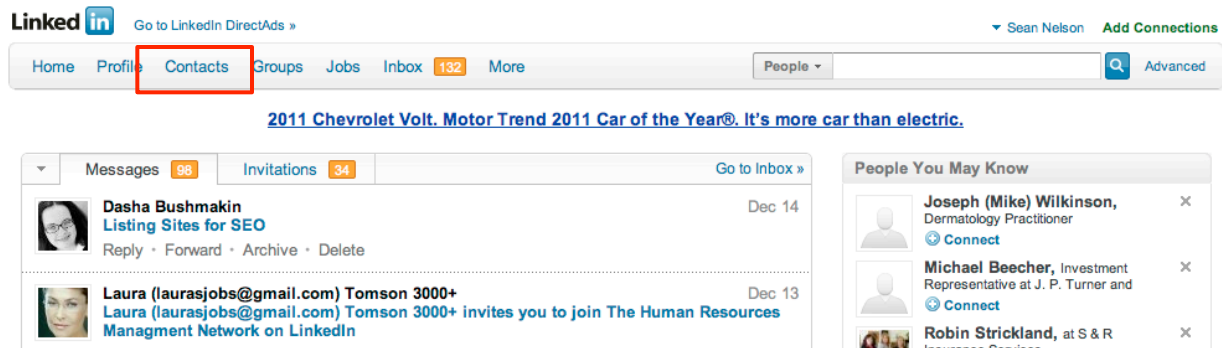 Linked in Go to LinkedIn DirectAds » Sean Nelson Add Connections
Home Profile Contacts Groups Jobs Inbox 132 More People Advanced
2011 Chevrolet Volt. Motor Trend 2011 Car of the Year®. It's more car than electric.
Messages 98 Invitations 34 Go to Inbox »
Dasha Bushmakin Dec 14
Listing Sites for SEO
Reply · Forward · Archive · Delete
Laura (laurasjobs@gmail.com) Tomson 3000+ Dec 13
Laura (laurasjobs@gmail.com) Tomson 3000+ invites you to join The Human Resources
Managment Network on LinkedIn
People You May Know
Joseph (Mike) Wilkinson,
Dermatology Practitioner
Connect
Michael Beecher, Investment
Representative at J. P. Turner and
Connect
Robin Strickland, at S & R
Insurance Services